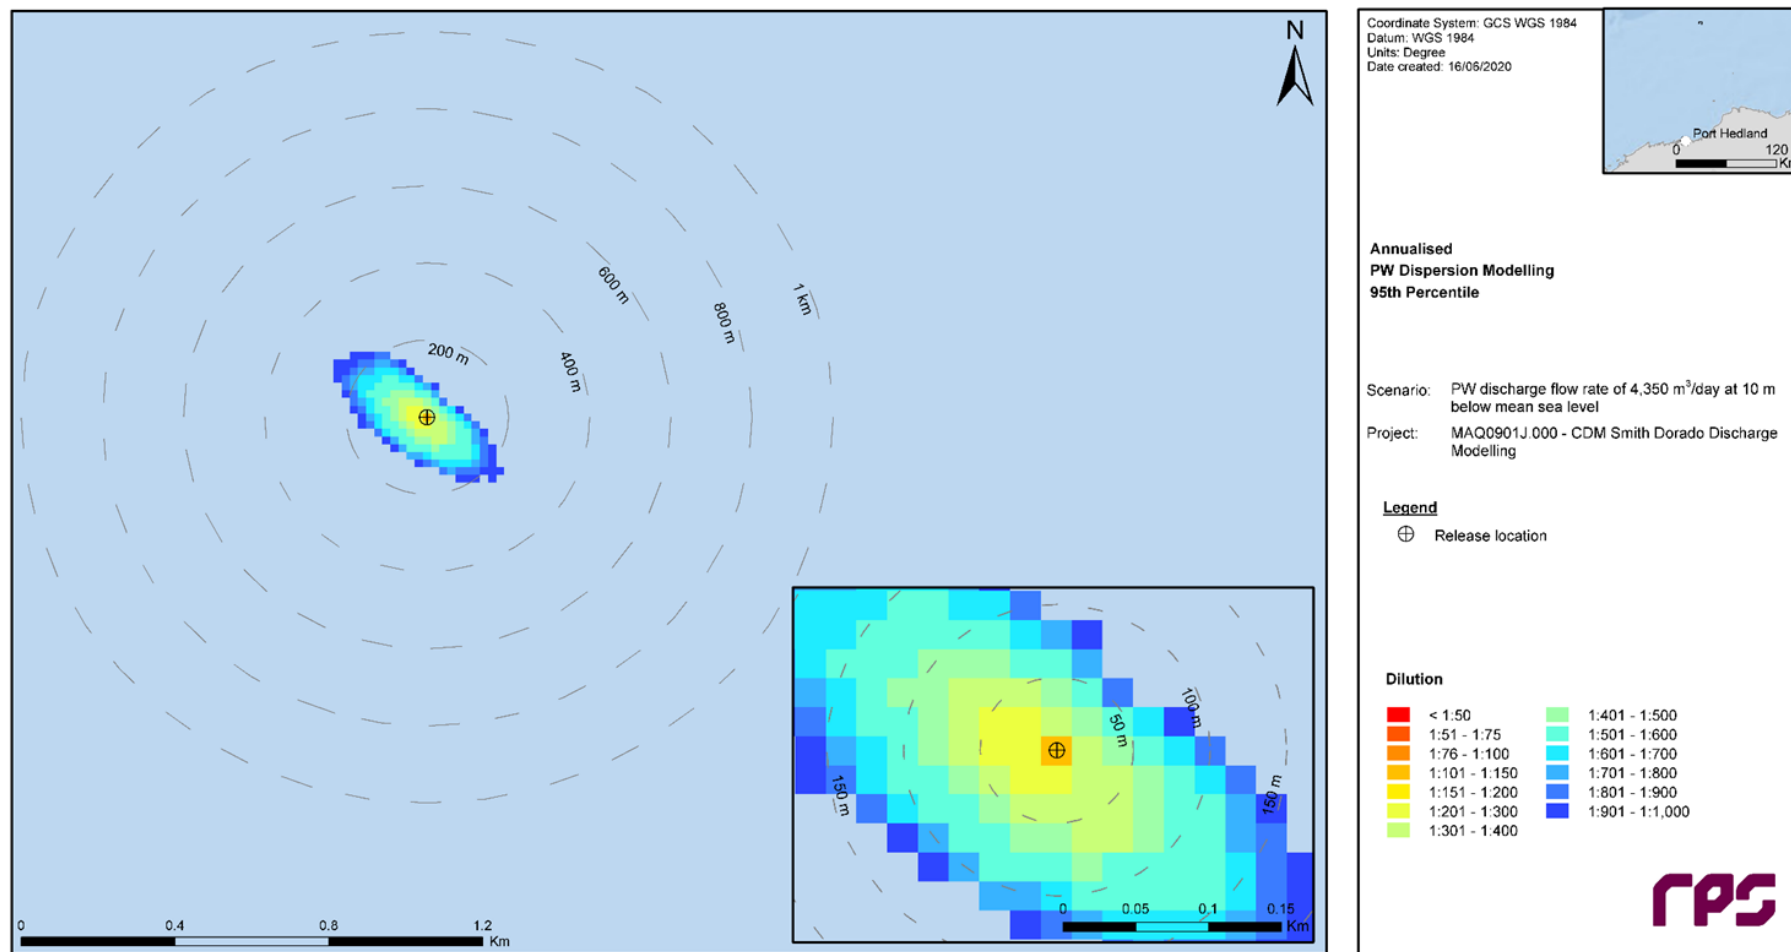 N
200 m
400 m
600 m
800 m
1 km
0 0.4 0.8 1.2
Km
50 m
100 m
150 m
150 m
0 0.05 0.1 0.15
Km
Coordinate System: GCS WGS 1984
Datum: WGS 1984
Units: Degree
Date created: 16/06/2020
Port Hedland
0 120
Annualised
PW Dispersion Modelling
95th Percentile
Scenario: PW discharge flow rate of 4,350 m³/day at 10 m
below mean sea level
Project: MAQ0901J.000 - CDM Smith Dorado Discharge
Modelling
Legend
Release location
Dilution
< 1:50
1:51 - 1:75
1:76 - 1:100
1:101 - 1:150
1:151 - 1:200
1:201 - 1:300
1:301 - 1:400
1:401 - 1:500
1:501 - 1:600
1:601 - 1:700
1:701 - 1:800
1:801 - 1:900
1:901 - 1:1,000
rps